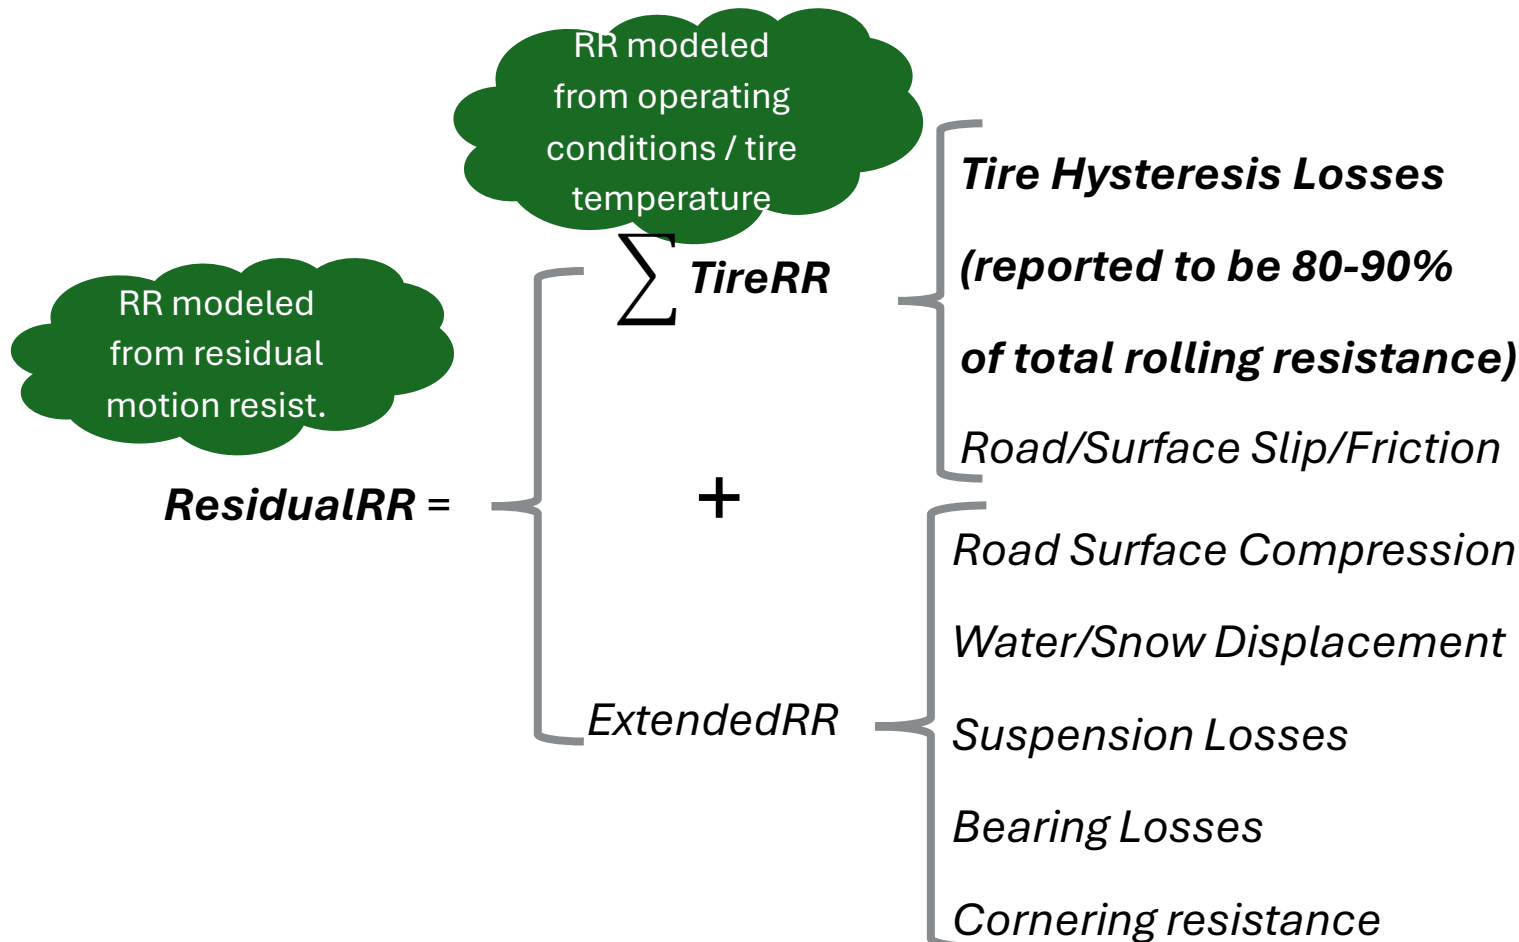 RR modeled
from operating
conditions / tire
temperature
RR modeled
from residual
motion resist.
ResidualRR =
∑ TireRR
+
ExtendedRR
Tire Hysteresis Losses
(reported to be 80-90%
of total rolling resistance)
Road/Surface Slip/Friction
Road Surface Compression
Water/Snow Displacement
Suspension Losses
Bearing Losses
Cornering resistance